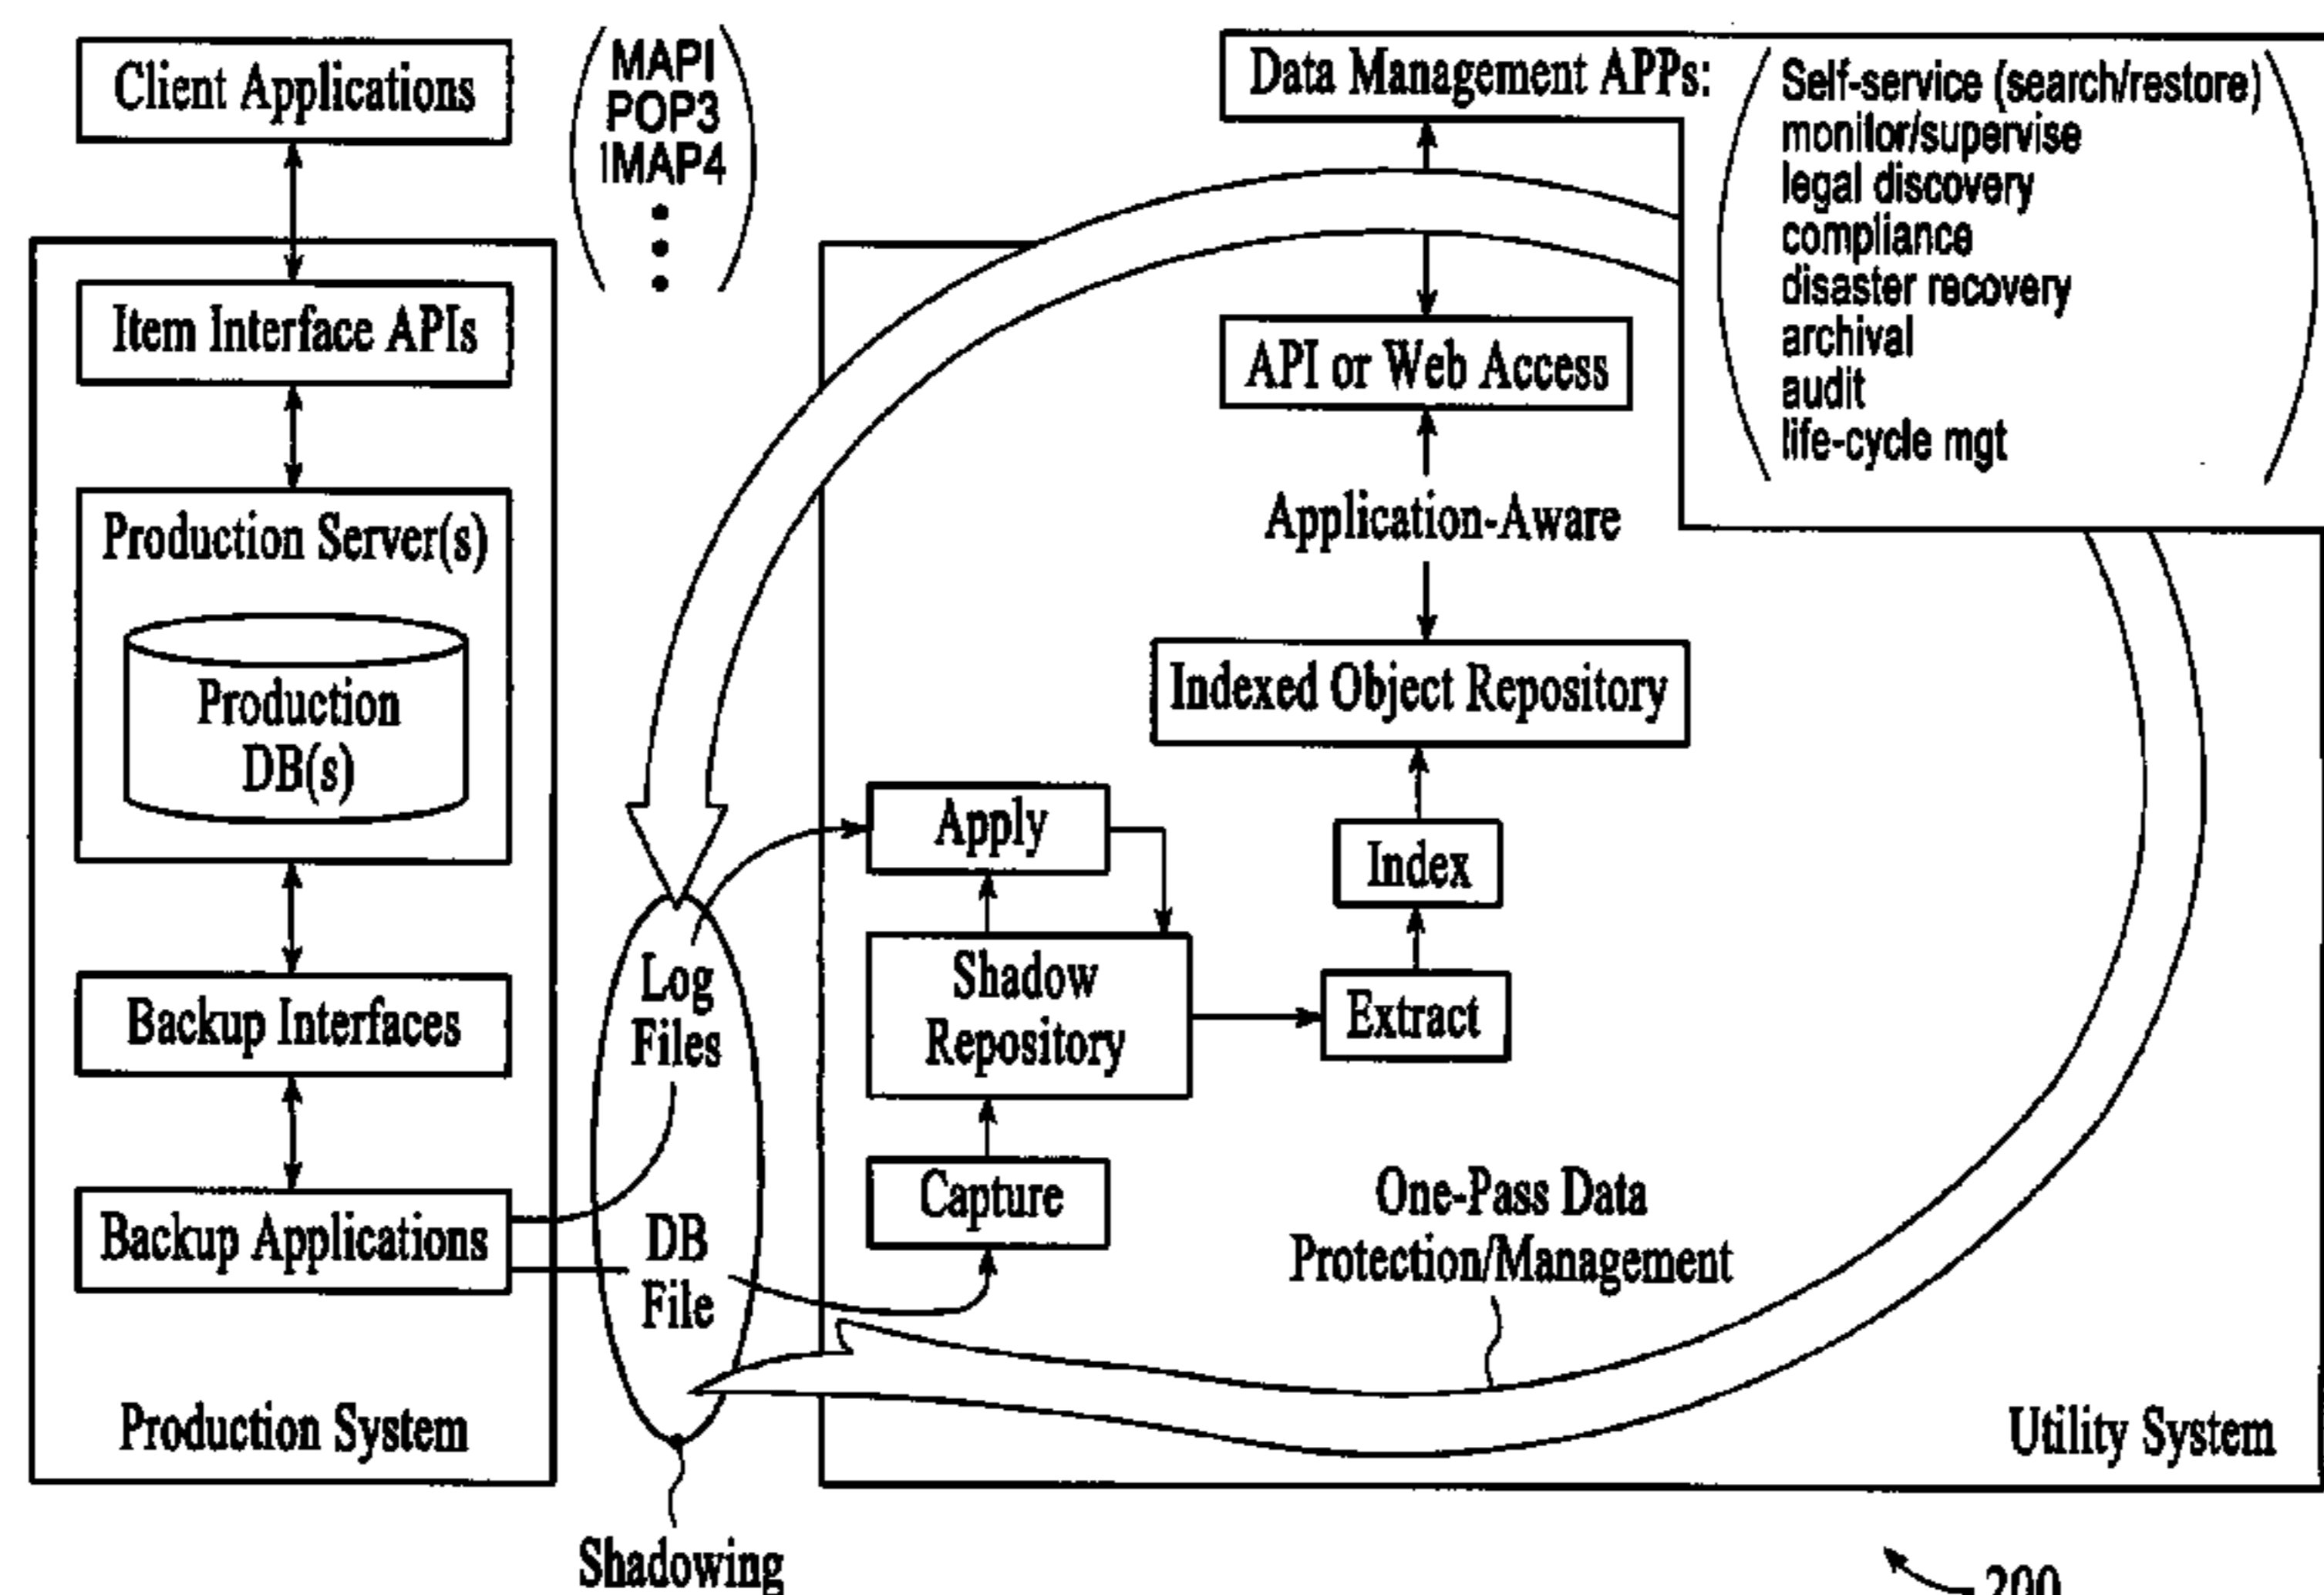 Client Applications
MAPI
POP3
IMAP4
Item Interface APIs
Production Server(s)
Production
DB(s)
Backup Interfaces
Backup Applications
Production System
Log
Files
DB
File
Shadowing
Data Management APPs:
Self-service (search/restore)
monitor/supervise
legal discovery
compliance
disaster recovery
archival
audit
life-cycle mgt
API or Web Access
Application-Aware
Indexed Object Repository
Index
Apply
Shadow
Repository
Extract
Capture
One-Pass Data
Protection/Management
Utility System
200